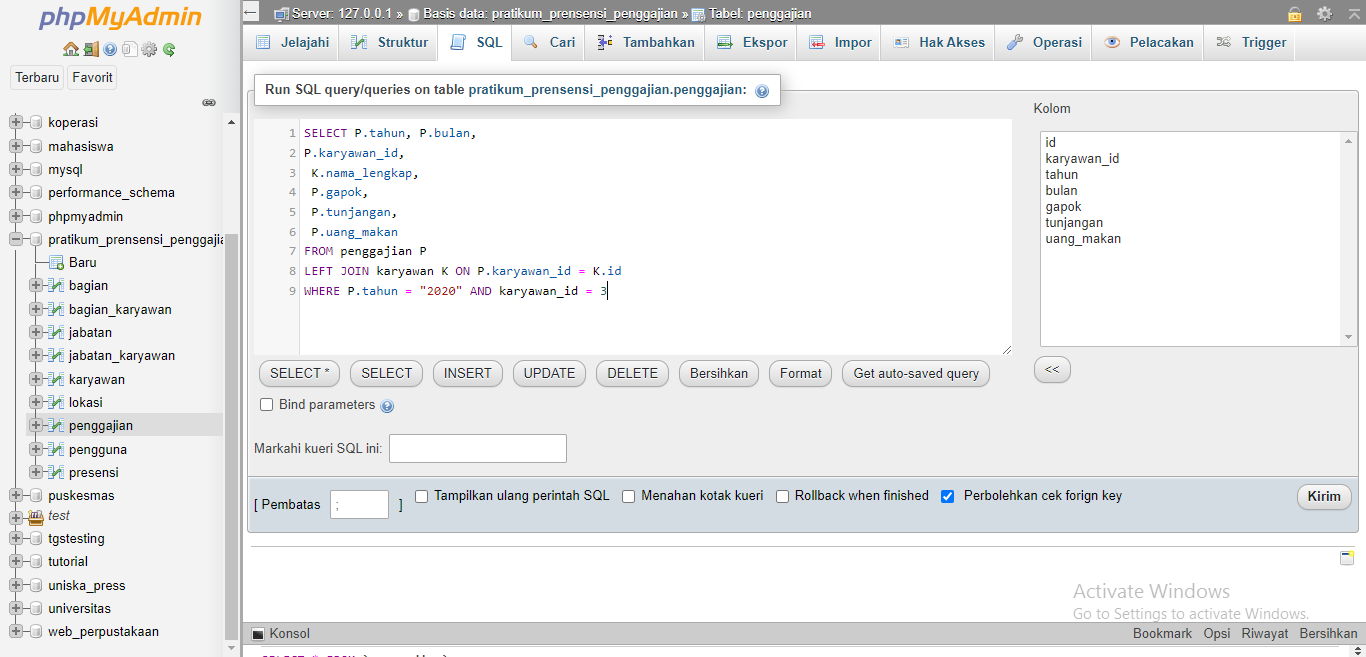 phpMyAdmin
Terbaru Favorit
koperasi
mahasiswa
mysql
performance_schema
phpmyadmin
pratikum_prensensi_penggajia
Baru
bagian
bagian_karyawan
jabatan
jabatan_karyawan
karyawan
lokasi
penggajian
pengguna
presensi
puskesmas
test
tgstesting
tutorial
uniska_press
universitas
web_perpustakaan
Server: 127.0.0.1 » Basis data: pratikum_prensensi_penggajian » Tabel: penggajian
Jelajahi Struktur SQL Cari Tambahkan Ekspor Impor Hak Akses Operasi Pelacakan Trigger
Run SQL query/queries on table pratikum_prensensi_penggajian.penggajian:
1 SELECT P.tahun, P.bulan,
2 P.karyawan_id,
3 K.nama_lengkap,
4 P.gapok,
5 P.tunjangan,
6 P.uang_makan
7 FROM penggajian P
8 LEFT JOIN karyawan K ON P.karyawan_id = K.id
9 WHERE P.tahun = "2020" AND karyawan_id = 3
Kolom
id
karyawan_id
tahun
bulan
gapok
tunjangan
uang_makan
SELECT * SELECT INSERT UPDATE DELETE Bersihkan Format Get auto-saved query <<
Bind parameters
Markahi kueri SQL ini:
[ Pembatas ; ] Tampilkan ulang perintah SQL Menahan kotak kueri Rollback when finished Perbolehkan cek forign key Kirim
Activate Windows
Go to Settings to activate Windows.
Konsol Bookmark Opsi Riwayat Bersihkan